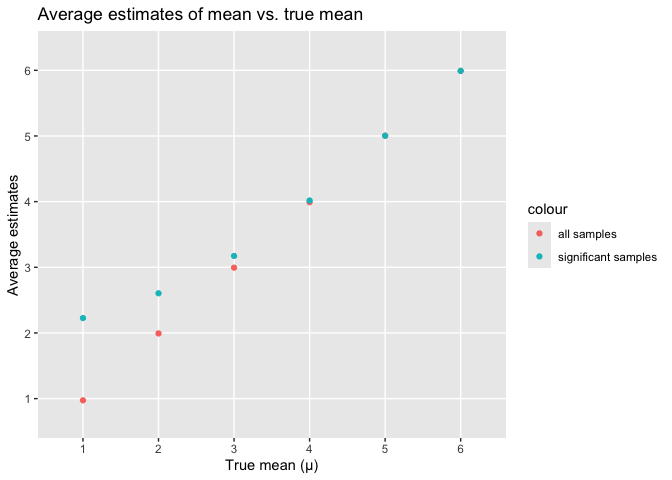 Average estimates of mean vs. true mean
Average estimates
6
5
4
3
2
1
1 2 3 4 5 6
True mean (μ)
colour
all samples
significant samples